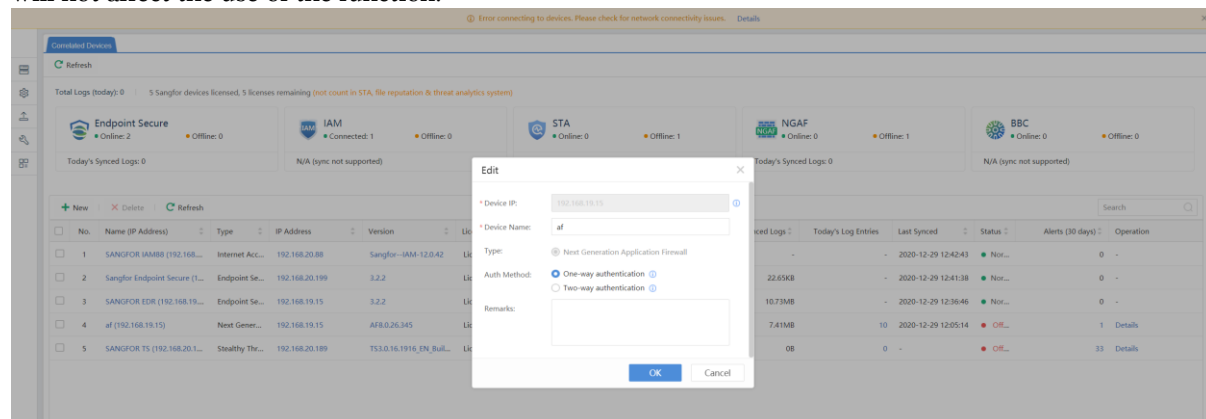 will not affect the use of the function.
Error connecting to devices. Please check for network connectivity issues. Details
Correlated Devices
Refresh
Total Logs (today): 0 5 Sangfor devices licensed, 5 licenses remaining (not count in STA, file reputation & threat analytics system)
Endpoint Secure
Online: 2 Offline: 0
Today's Synced Logs: 0
IAM
IAM
Connected: 1 Offline: 0
N/A (sync not supported)
STA
Online: 0 Offline: 1
NGAF
NGAF
Online: 0 Offline: 1
Today's Synced Logs: 0
BBC
Online: 0 Offline: 0
N/A (sync not supported)
New Delete Refresh Search
No. Name (IP Address) Type IP Address Version Lic nced Logs Today's Log Entries Last Synced Status Alerts (30 days) Operation
1 SANGFOR IAM88 (192.168.... Internet Acc... 192.168.20.88 Sangfor--IAM-12.0.42 Lic - - 2020-12-29 12:42:43 Nor... 0 -
2 Sangfor Endpoint Secure (1... Endpoint Se... 192.168.20.199 3.2.2 Lic 22.65KB - 2020-12-29 12:41:38 Nor... 0 -
3 SANGFOR EDR (192.168.19.... Endpoint Se... 192.168.19.15 3.2.2 Lic 10.73MB - 2020-12-29 12:36:46 Nor... 0 -
4 af (192.168.19.15) Next Gener... 192.168.19.15 AF8.0.26.345 Lic 7.41MB 10 2020-12-29 12:05:14 Off... 1 Details
5 SANGFOR TS (192.168.20.1... Stealthy Thr... 192.168.20.189 TS3.0.16.1916_EN_Buil... Lic 0B 0 - Off... 33 Details
Edit
* Device IP: 192.168.19.15
* Device Name: af
Type: Next Generation Application Firewall
Auth Method: One-way authentication
Two-way authentication
Remarks:
OK Cancel